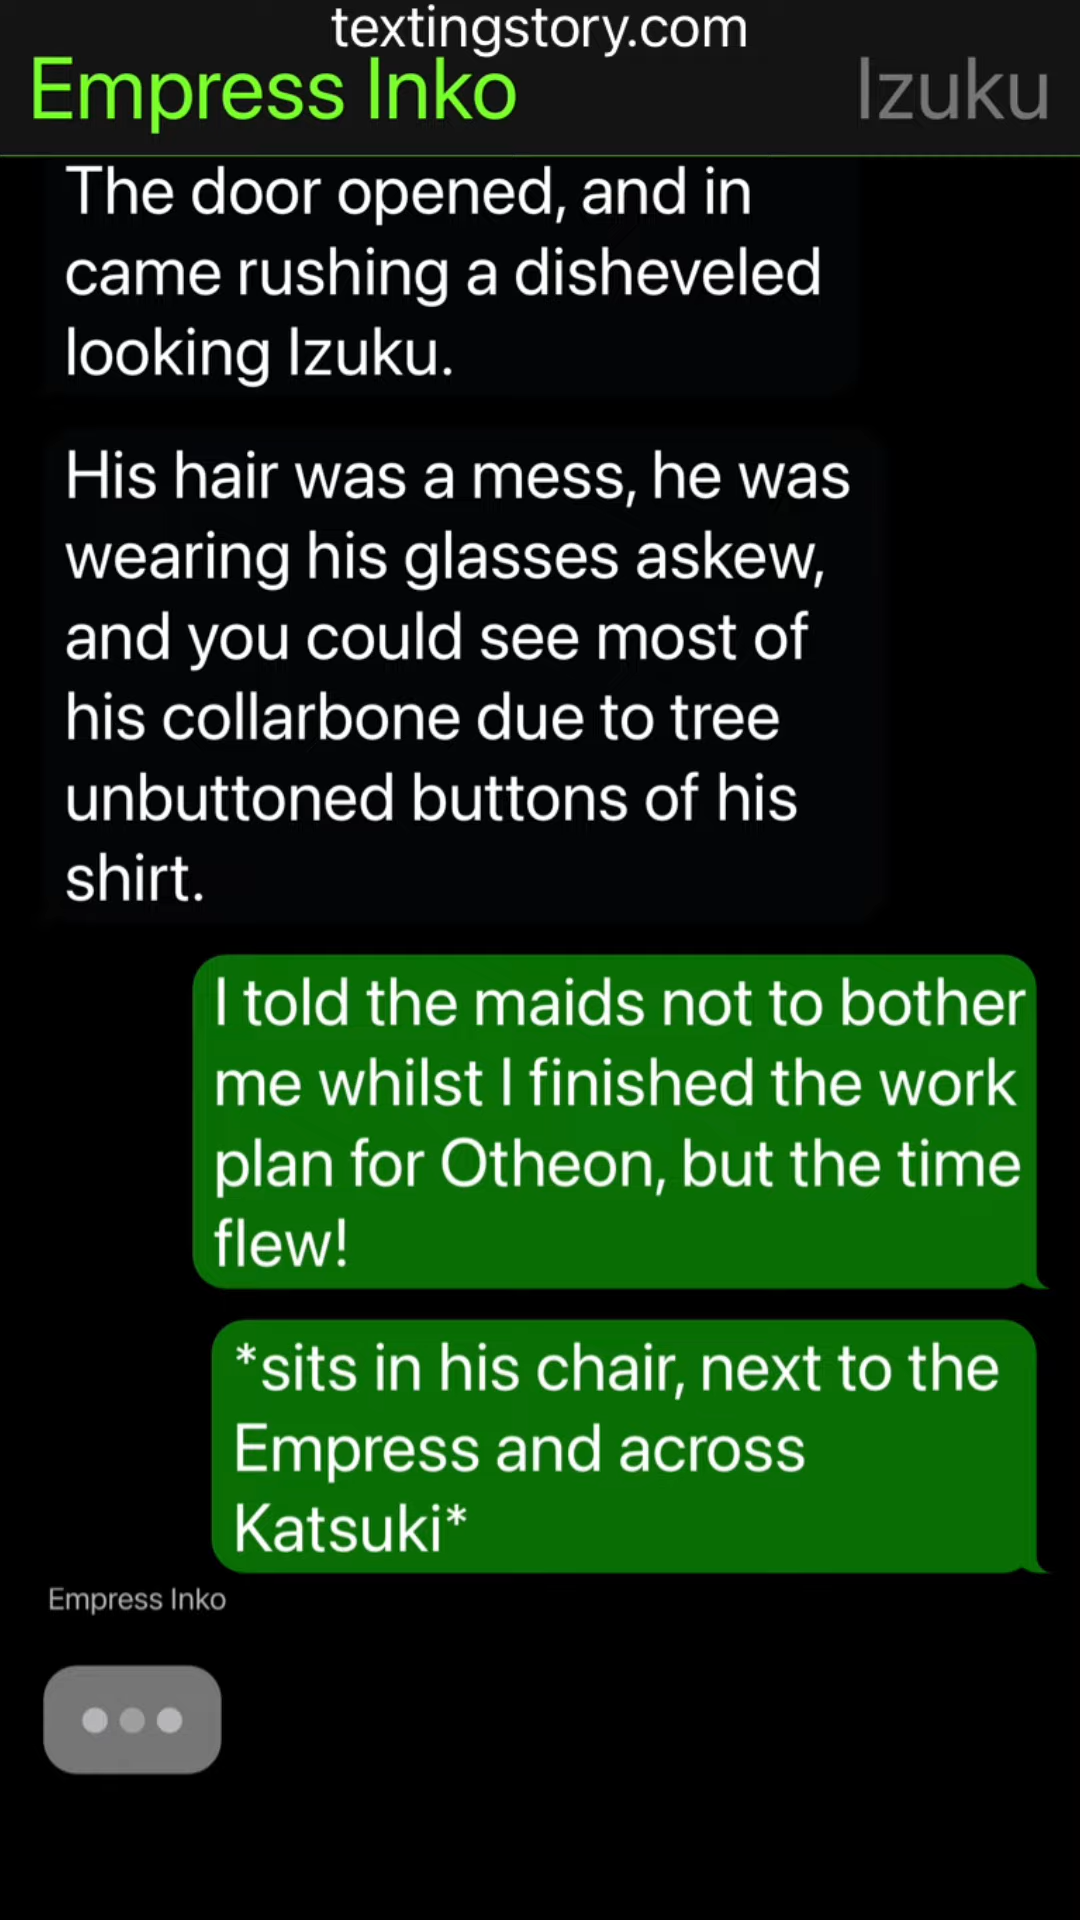 textingstory.com
Empress Inko
Izuku
The door opened, and in
came rushing a disheveled
looking Izuku.
His hair was a mess, he was
wearing his glasses askew,
and you could see most of
his collarbone due to tree
unbuttoned buttons of his
shirt.
I told the maids not to bother
me whilst I finished the work
plan for Otheon, but the time
flew!
*sits in his chair, next to the
Empress and across
Katsuki*
Empress Inko